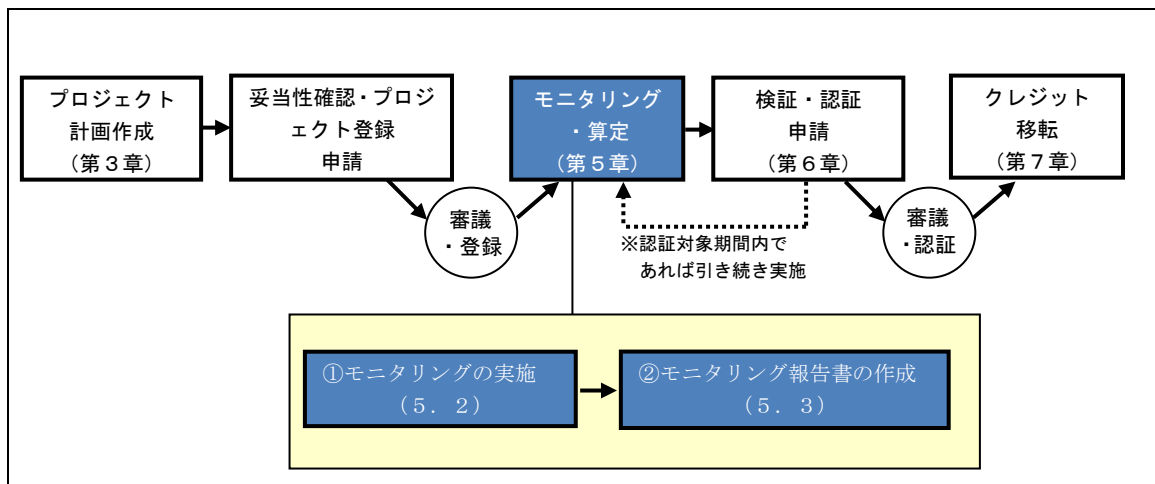 プロジェクト
計画作成
（第３章）
妥当性確認・プロジ
ェクト登録
申請
審議
・登録
モニタリング
・算定
（第５章）
検証・認証
申請
（第６章）
審議
・認証
クレジット
移転
（第７章）
※認証対象期間内で
あれば引き続き実施
①モニタリングの実施
（５．２）
②モニタリング報告書の作成
（５．３）